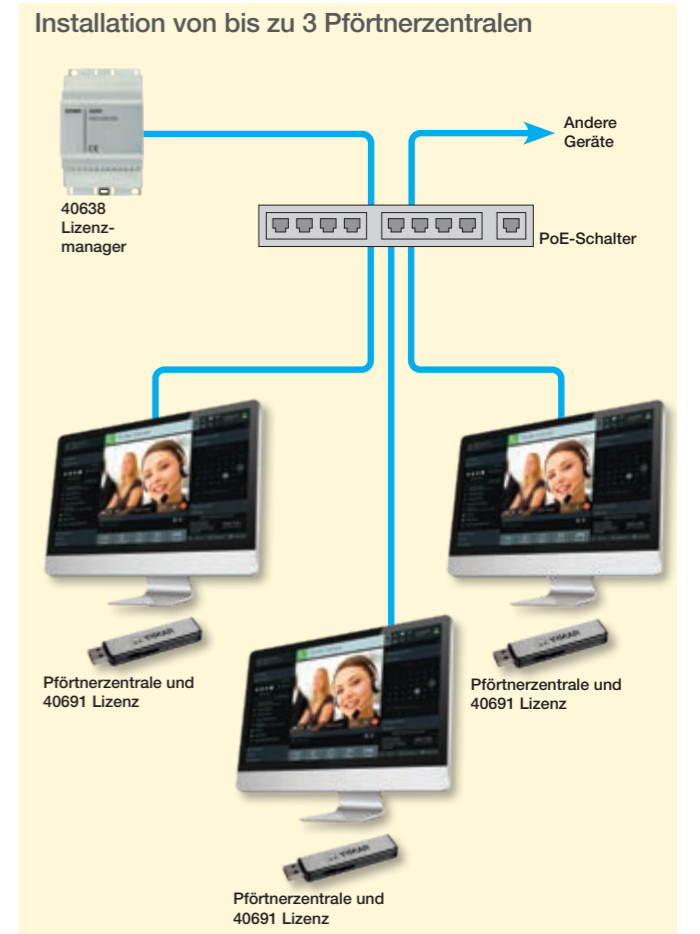 Installation von bis zu 3 Pförtnerzentralen
Andere
Geräte
40638
Lizenz-
manager
PoE-Schalter
Pförtnerzentrale und
40691 Lizenz
Pförtnerzentrale und
40691 Lizenz
Pförtnerzentrale und
40691 Lizenz